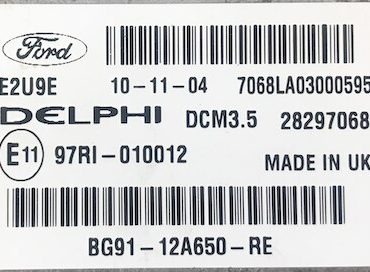 Ford
E2U9E 10-11-04 7068LA03000595
DELPHI DCM3.5 28297068
E11 97RI-010012 MADE IN UK
BG91-12A650-RE